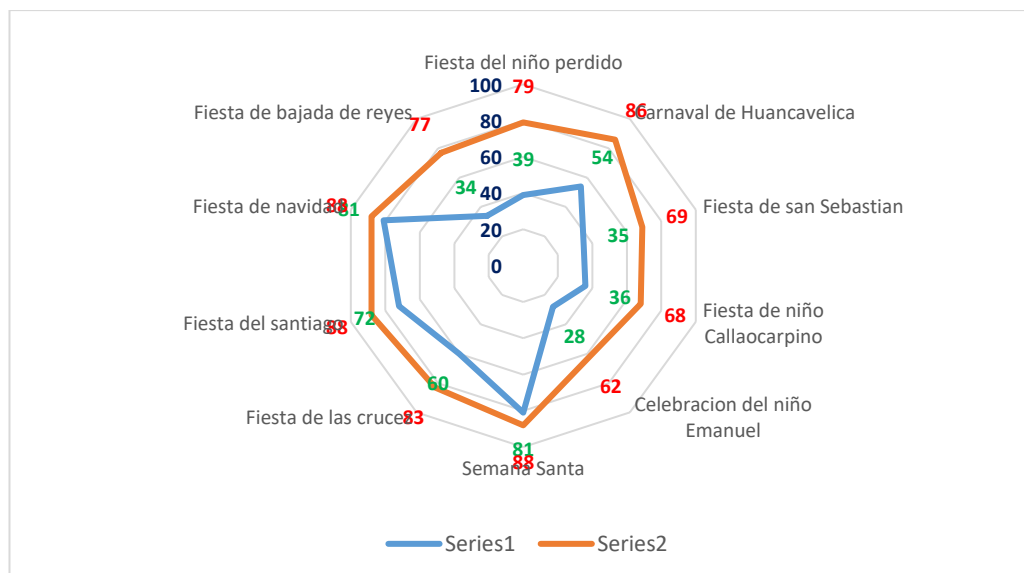 Fiesta del niño perdido
100
79
Fiesta de bajada de reyes
77
86
Carnaval de Huancavelica
80
60
39
54
34
40
Fiesta de navidad
88
81
20
35
69
Fiesta de san Sebastian
0
36
68
Fiesta de niño
Callaocarpino
Fiesta del santiago
88
72
28
62
Celebracion del niño
Emanuel
60
Fiesta de las cruces
83
81
88
Semana Santa
Series1
Series2